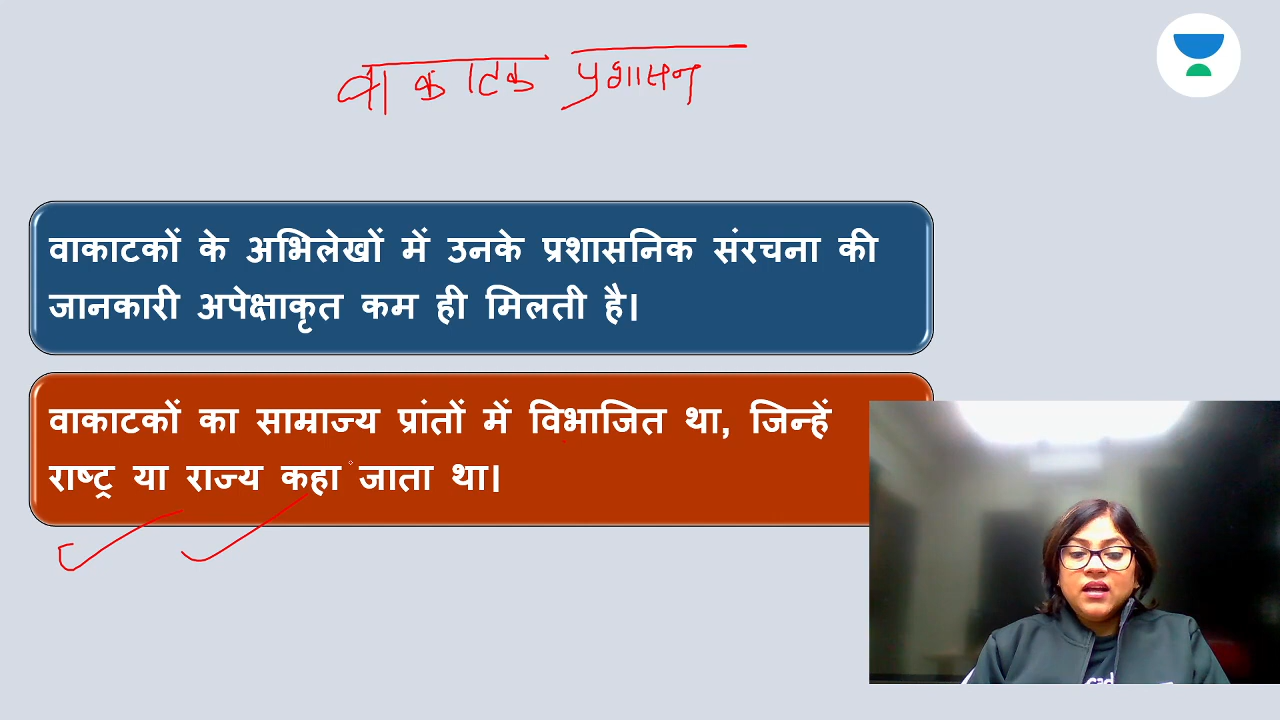 वाकाटक प्रशासन
वाकाटकों के अभिलेखों में उनके प्रशासनिक संरचना की
जानकारी अपेक्षाकृत कम ही मिलती है।
वाकाटकों का साम्राज्य प्रांतों में विभाजित था, जिन्हें
राष्ट्र या राज्य कहा जाता था।